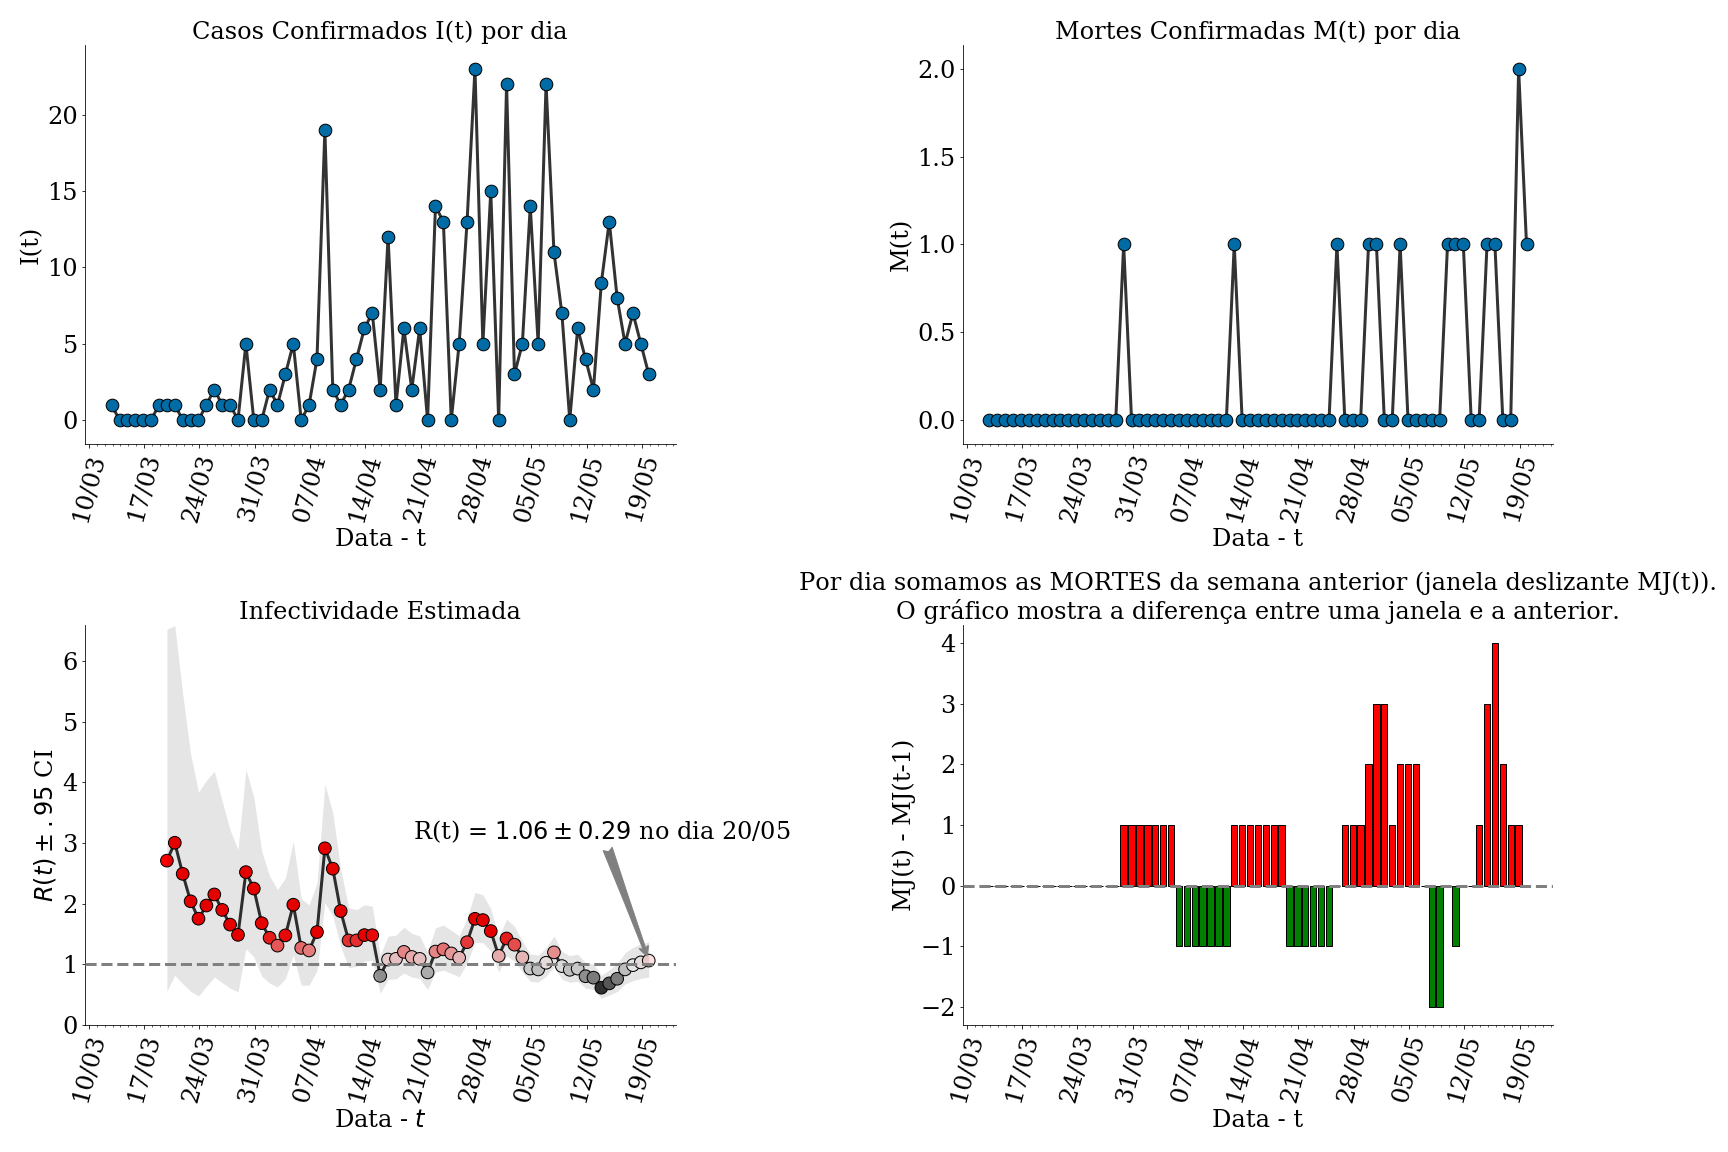 Casos Confirmados I(t) por dia
I(t)
20
15
10
5
0
10/03 17/03 24/03 31/03 07/04 14/04 21/04 28/04 05/05 12/05 19/05
Data - t
Mortes Confirmadas M(t) por dia
M(t)
2.0
1.5
1.0
0.5
0.0
10/03 17/03 24/03 31/03 07/04 14/04 21/04 28/04 05/05 12/05 19/05
Data - t
Infectividade Estimada
R(t) ± .95 CI
6
5
4
3
2
1
0
R(t) = 1.06 ± 0.29 no dia 20/05
10/03 17/03 24/03 31/03 07/04 14/04 21/04 28/04 05/05 12/05 19/05
Data - t
Por dia somamos as MORTES da semana anterior (janela deslizante MJ(t)).
O gráfico mostra a diferença entre uma janela e a anterior.
MJ(t) - MJ(t-1)
4
3
2
1
0
−1
−2
10/03 17/03 24/03 31/03 07/04 14/04 21/04 28/04 05/05 12/05 19/05
Data - t